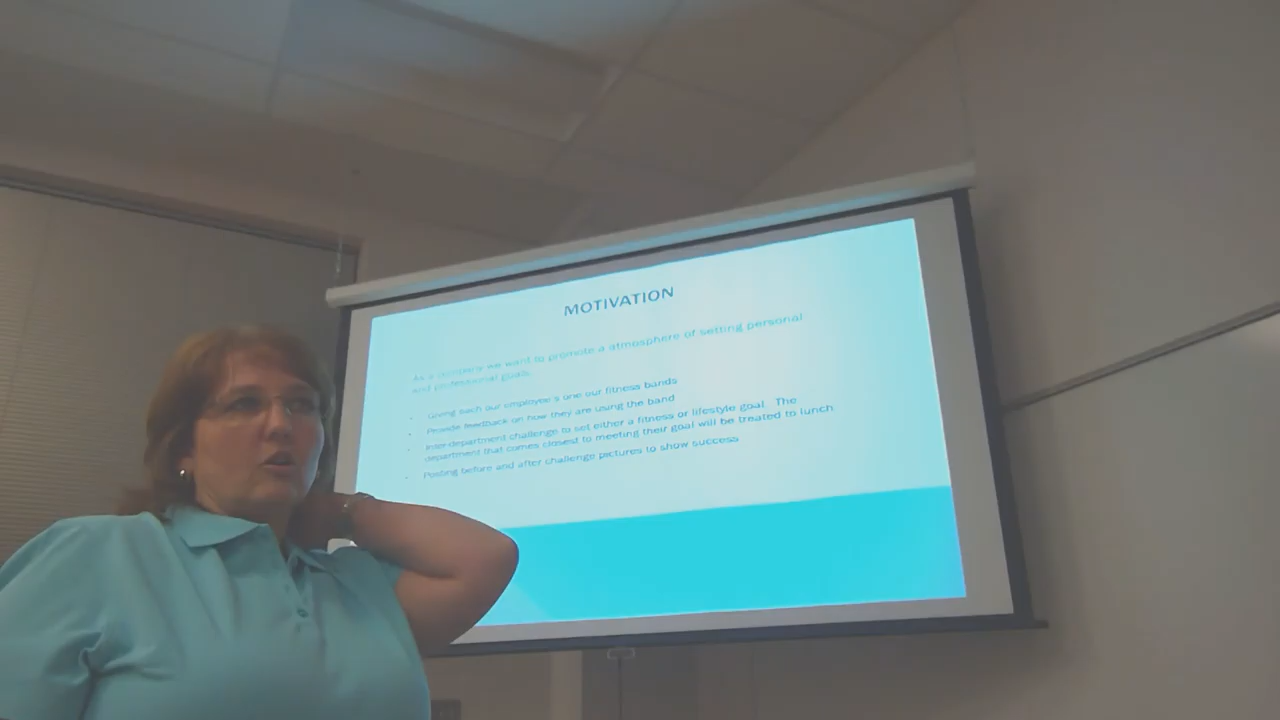 MOTIVATION
As a company we want to promote a atmosphere of setting personal
and professional goals.
Giving each our employee's one our fitness bands
Provide feedback on how they are using the band
Inter-department challenge to set either a fitness or lifestyle goal. The
department that comes closed to meeting their goal will be treated to lunch
Posting before and after challenge pictures to show success